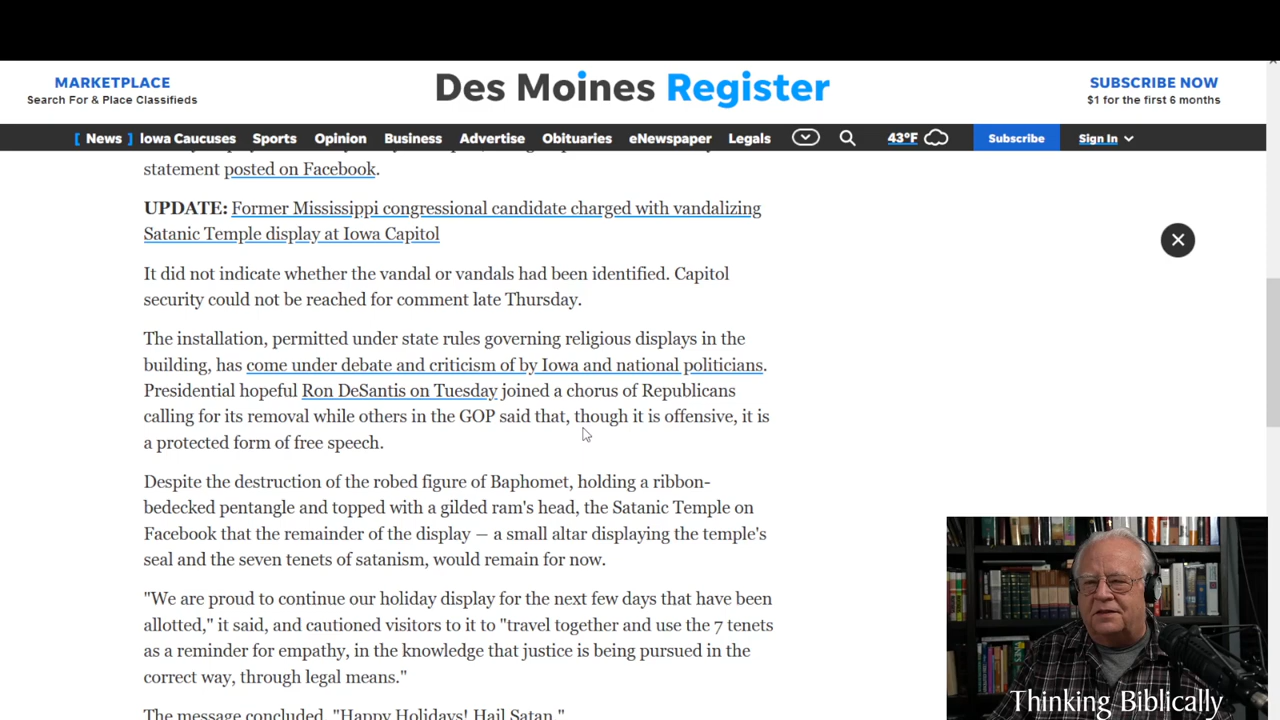 MARKETPLACE
Search For & Place Classifieds
Des Moines Register
SUBSCRIBE NOW
$1 for the first 6 months
[ News ] Iowa Caucuses Sports Opinion Business Advertise Obituaries eNewspaper Legals 43°F Subscribe Sign In
statement posted on Facebook.
UPDATE: Former Mississippi congressional candidate charged with vandalizing
Satanic Temple display at Iowa Capitol
It did not indicate whether the vandal or vandals had been identified. Capitol
security could not be reached for comment late Thursday.
The installation, permitted under state rules governing religious displays in the
building, has come under debate and criticism of by Iowa and national politicians.
Presidential hopeful Ron DeSantis on Tuesday joined a chorus of Republicans
calling for its removal while others in the GOP said that, though it is offensive, it is
a protected form of free speech.
Despite the destruction of the robed figure of Baphomet, holding a ribbon-
bedecked pentangle and topped with a gilded ram's head, the Satanic Temple on
Facebook that the remainder of the display — a small altar displaying the temple's
seal and the seven tenets of satanism, would remain for now.
"We are proud to continue our holiday display for the next few days that have been
allotted," it said, and cautioned visitors to it to "travel together and use the 7 tenets
as a reminder for empathy, in the knowledge that justice is being pursued in the
correct way, through legal means."
The message concluded, "Happy Holidays! Hail Satan."
Thinking Biblically